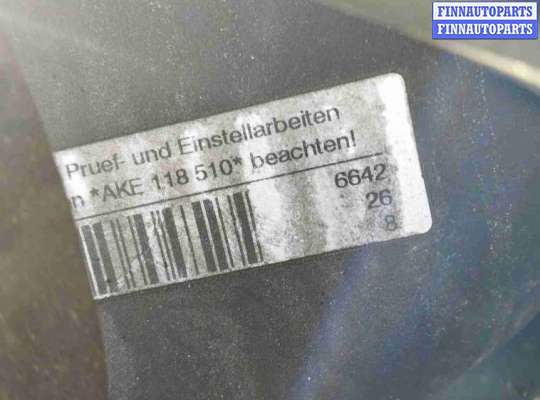 FINNAUTOPARTS
FINNAUTOPARTS
Pruef- und Einstellarbeiten
n *AKE 118 510* beachten!
6642
26
8